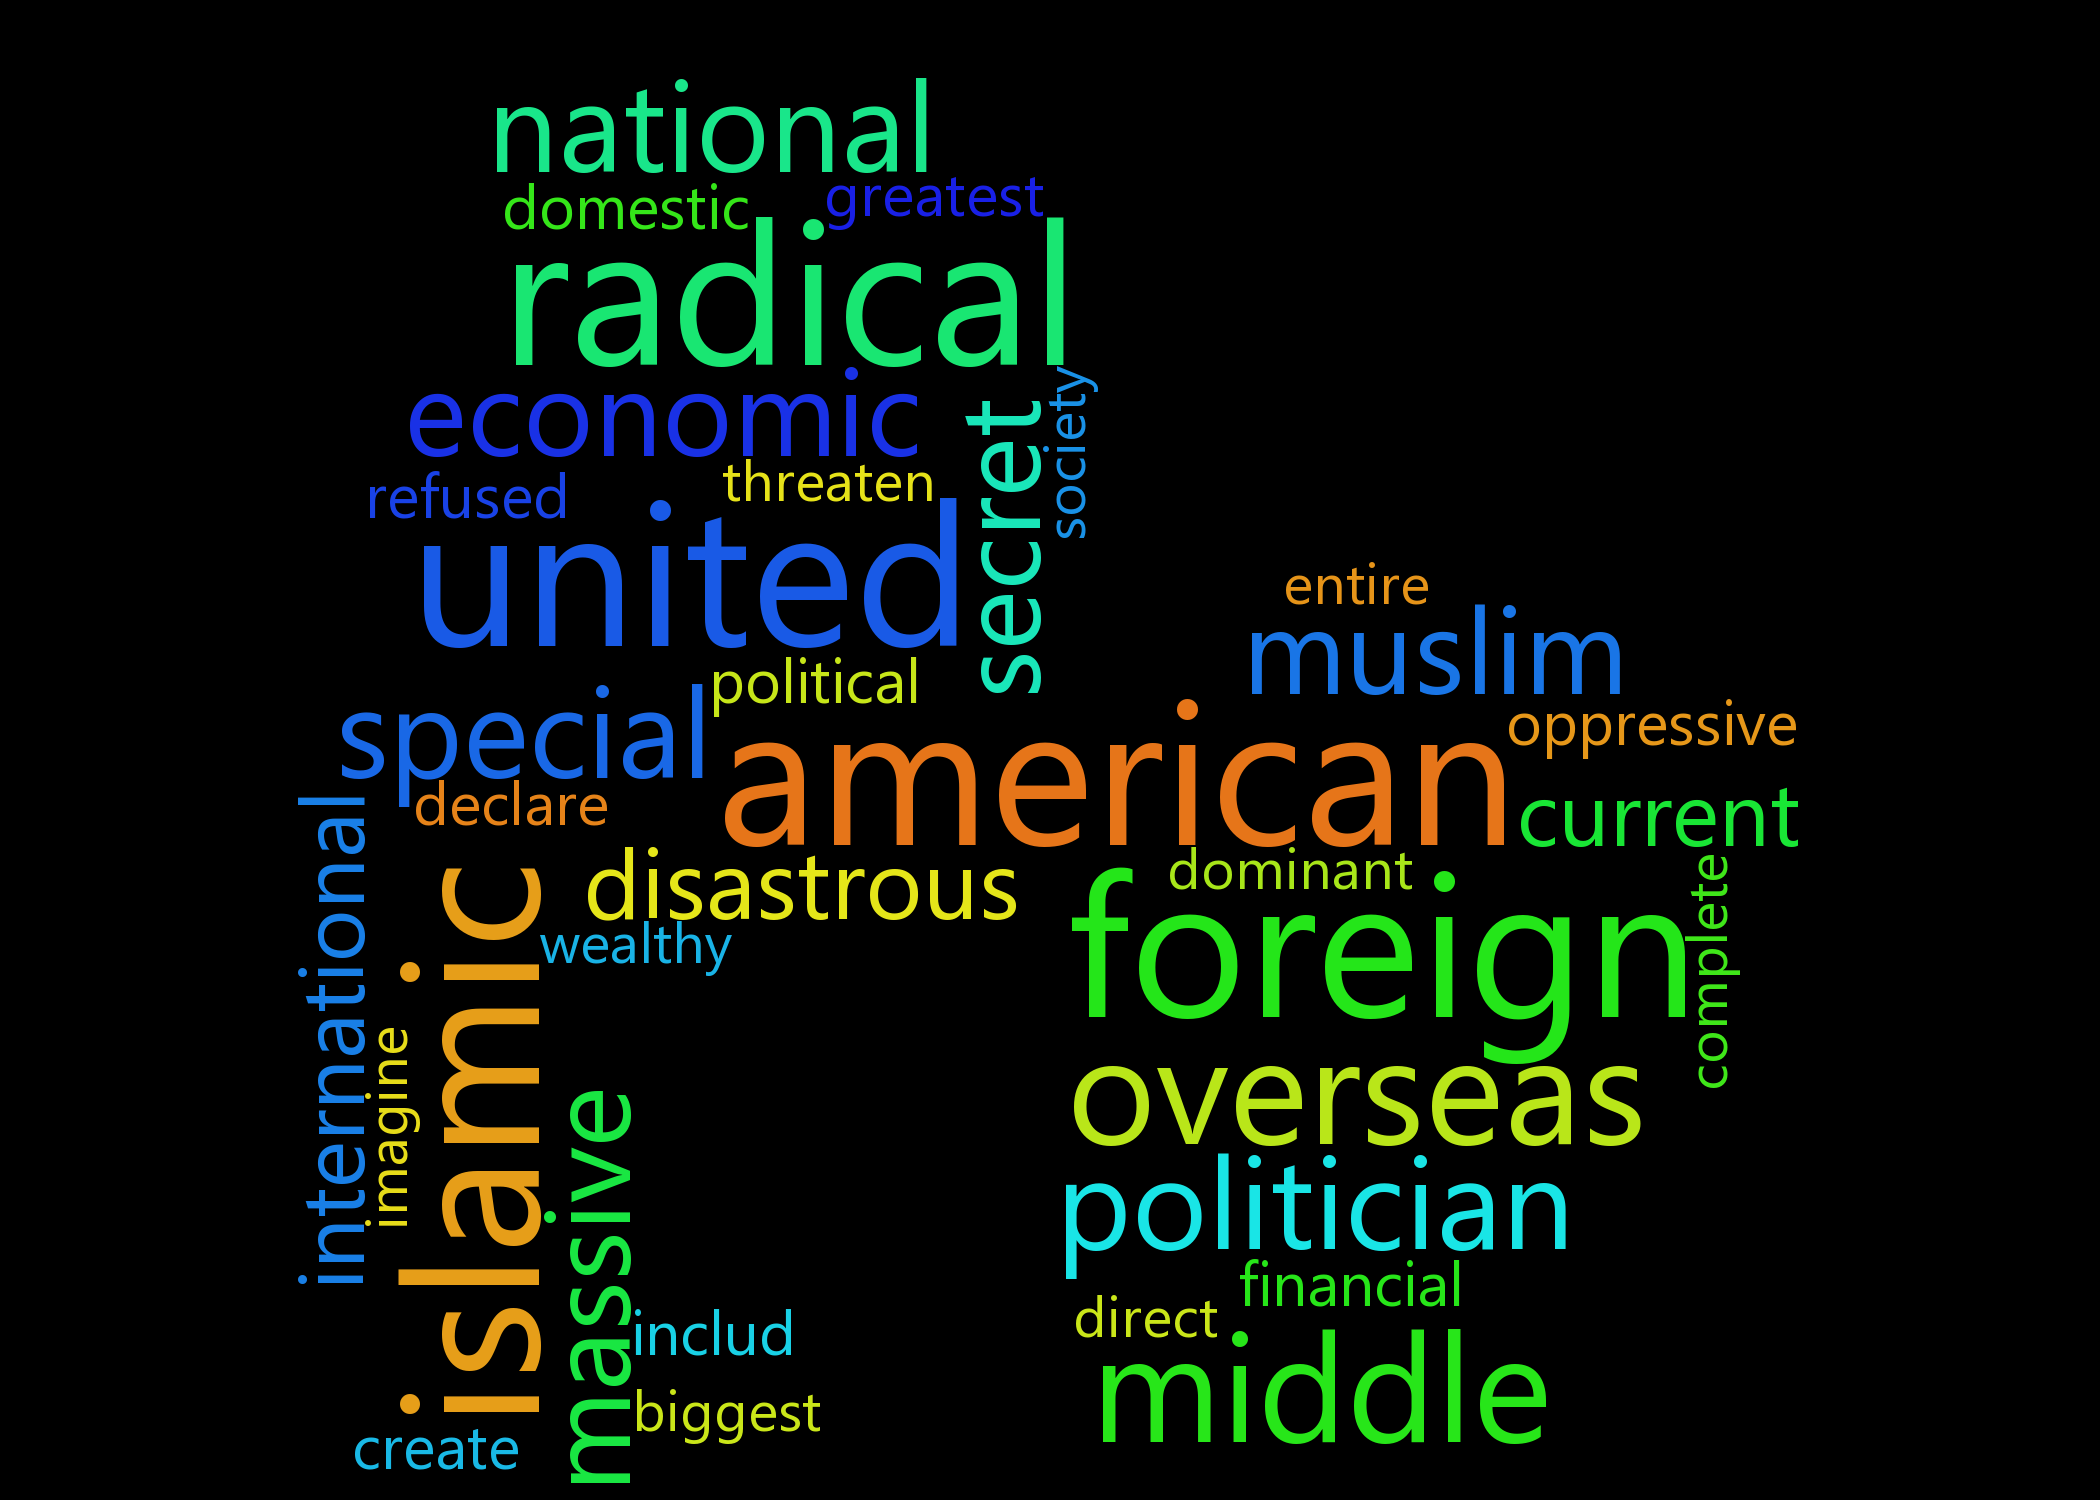 national
domestic
greatest
radical
economic
society
secret
refused
threaten
united
entire
muslim
political
special
american
oppressive
declare
current
international
disastrous
dominant
foreign
complete
islamic
wealthy
imagine
overseas
massive
politician
financial
direct
includ
middle
biggest
create